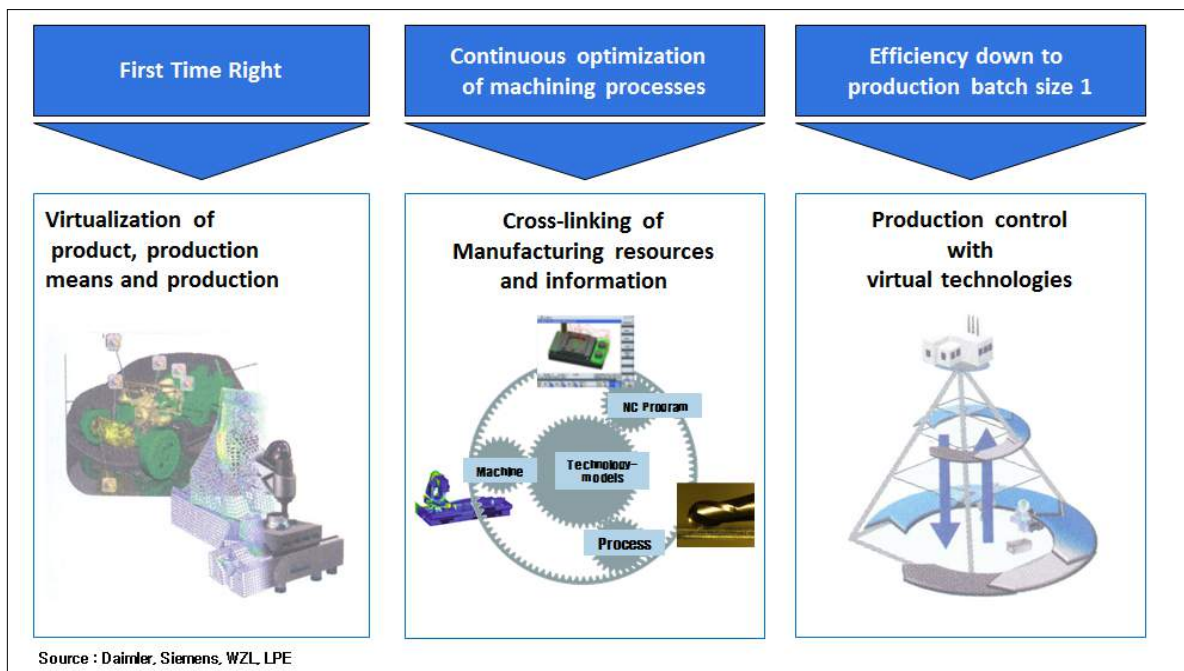 First Time Right
Continuous optimization
of machining processes
Efficiency down to
production batch size 1
Virtualization of
product, production
means and production
Cross-linking of
Manufacturing resources
and information
NC Program
Machine
Technology-
models
Process
Production control
with
virtual technologies
Source : Daimler, Siemens, WZL, LPE